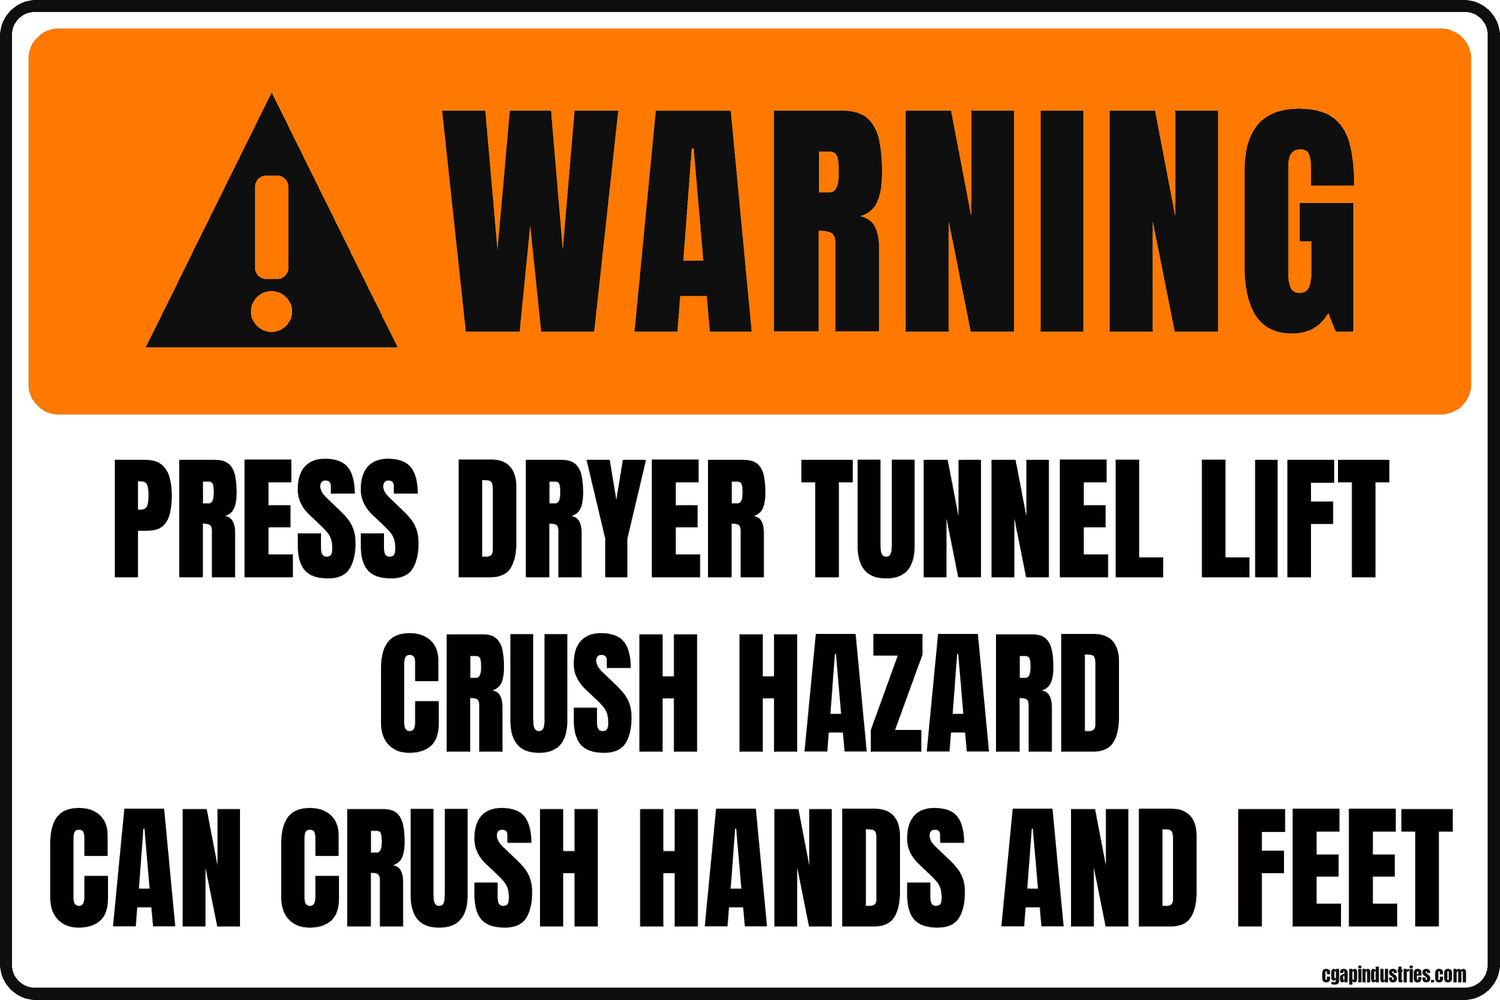 WARNING
PRESS DRYER TUNNEL LIFT
CRUSH HAZARD
CAN CRUSH HANDS AND FEET
cgapindustries.com